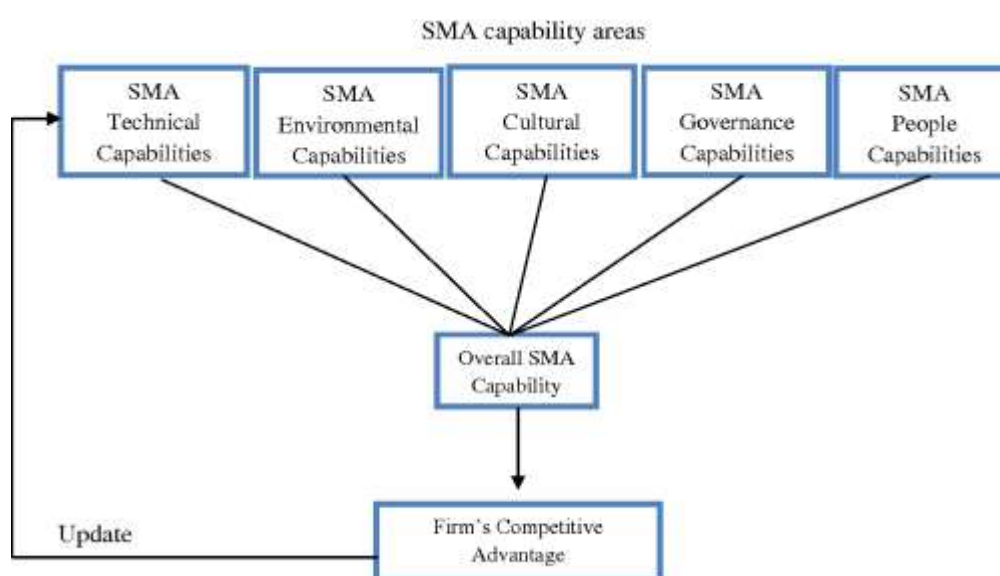 SMA capability areas
SMA
Technical
Capabilities
SMA
Environmental
Capabilities
SMA
Cultural
Capabilities
SMA
Governance
Capabilities
SMA
People
Capabilities
Overall SMA
Capability
Update
Firm's Competitive
Advantage